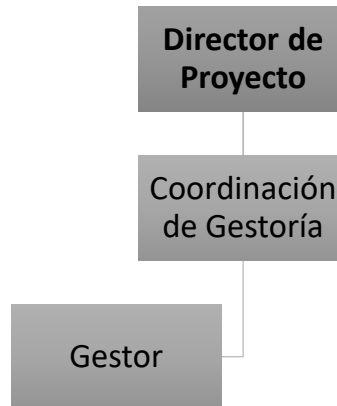 Director de
Proyecto
Coordinación
de Gestoría
Gestor